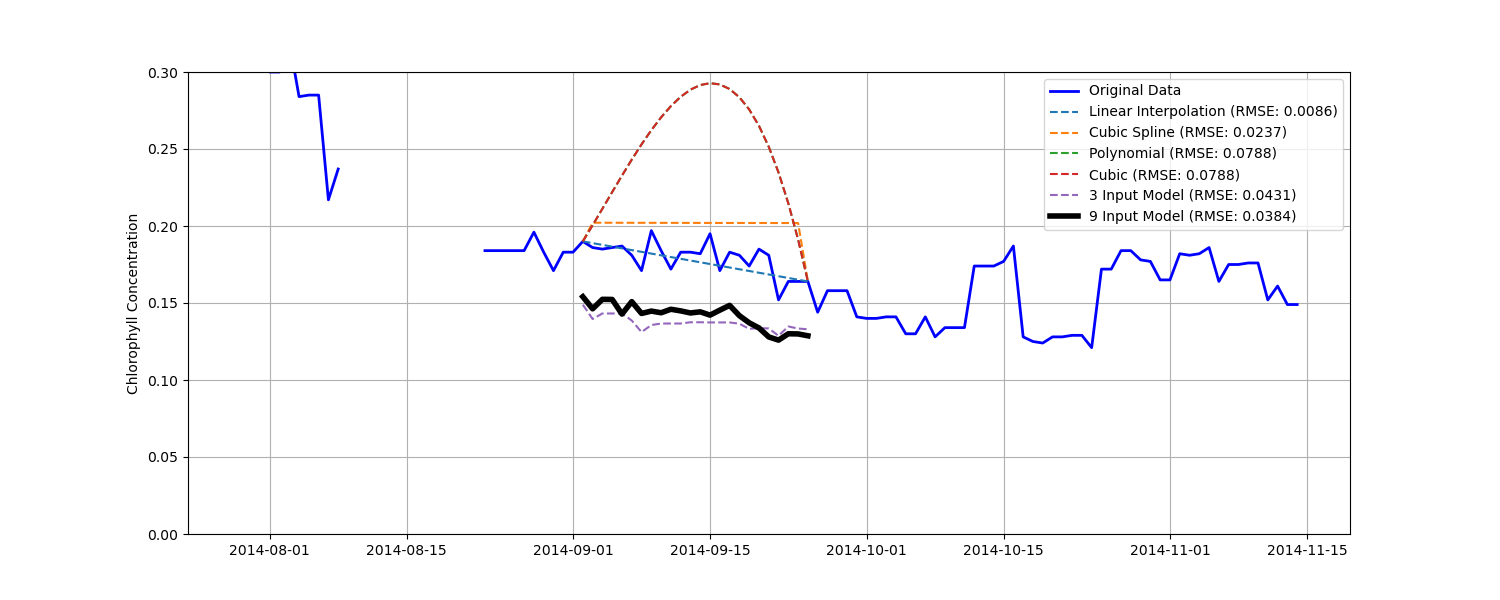 Chlorophyll Concentration
0.30
0.25
0.20
0.15
0.10
0.05
0.00
2014-08-01
2014-08-15
2014-09-01
2014-09-15
2014-10-01
2014-10-15
2014-11-01
2014-11-15
Original Data
Linear Interpolation (RMSE: 0.0086)
Cubic Spline (RMSE: 0.0237)
Polynomial (RMSE: 0.0788)
Cubic (RMSE: 0.0788)
3 Input Model (RMSE: 0.0431)
9 Input Model (RMSE: 0.0384)